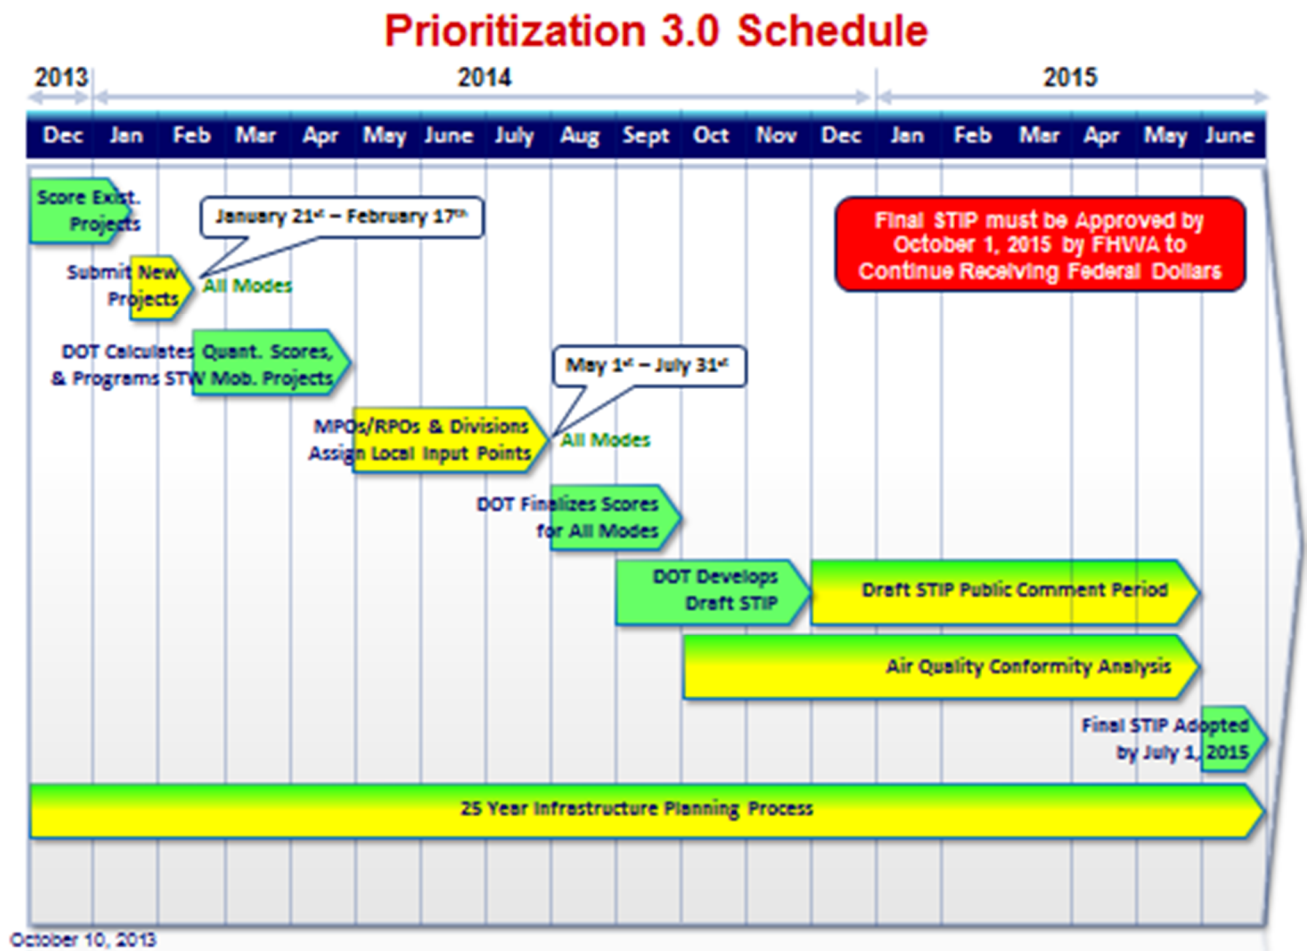 Prioritization 3.0 Schedule
2013 2014 2015
Dec Jan Feb Mar Apr May June July Aug Sept Oct Nov Dec Jan Feb Mar Apr May June
Score Exist.
Projects
January 21st – February 17th
Final STIP must be Approved by
October 1, 2015 by FHWA to
Continue Receiving Federal Dollars
Submit New
Projects
All Modes
DOT Calculates Quant. Scores,
& Programs STW Mob. Projects
May 1st – July 31st
MPOs/RPOs & Divisions
Assign Local Input Points
All Modes
DOT Finalizes Scores
for All Modes
DOT Develops
Draft STIP
Draft STIP Public Comment Period
Air Quality Conformity Analysis
Final STIP Adopted
by July 1, 2015
25 Year Infrastructure Planning Process
October 10, 2013